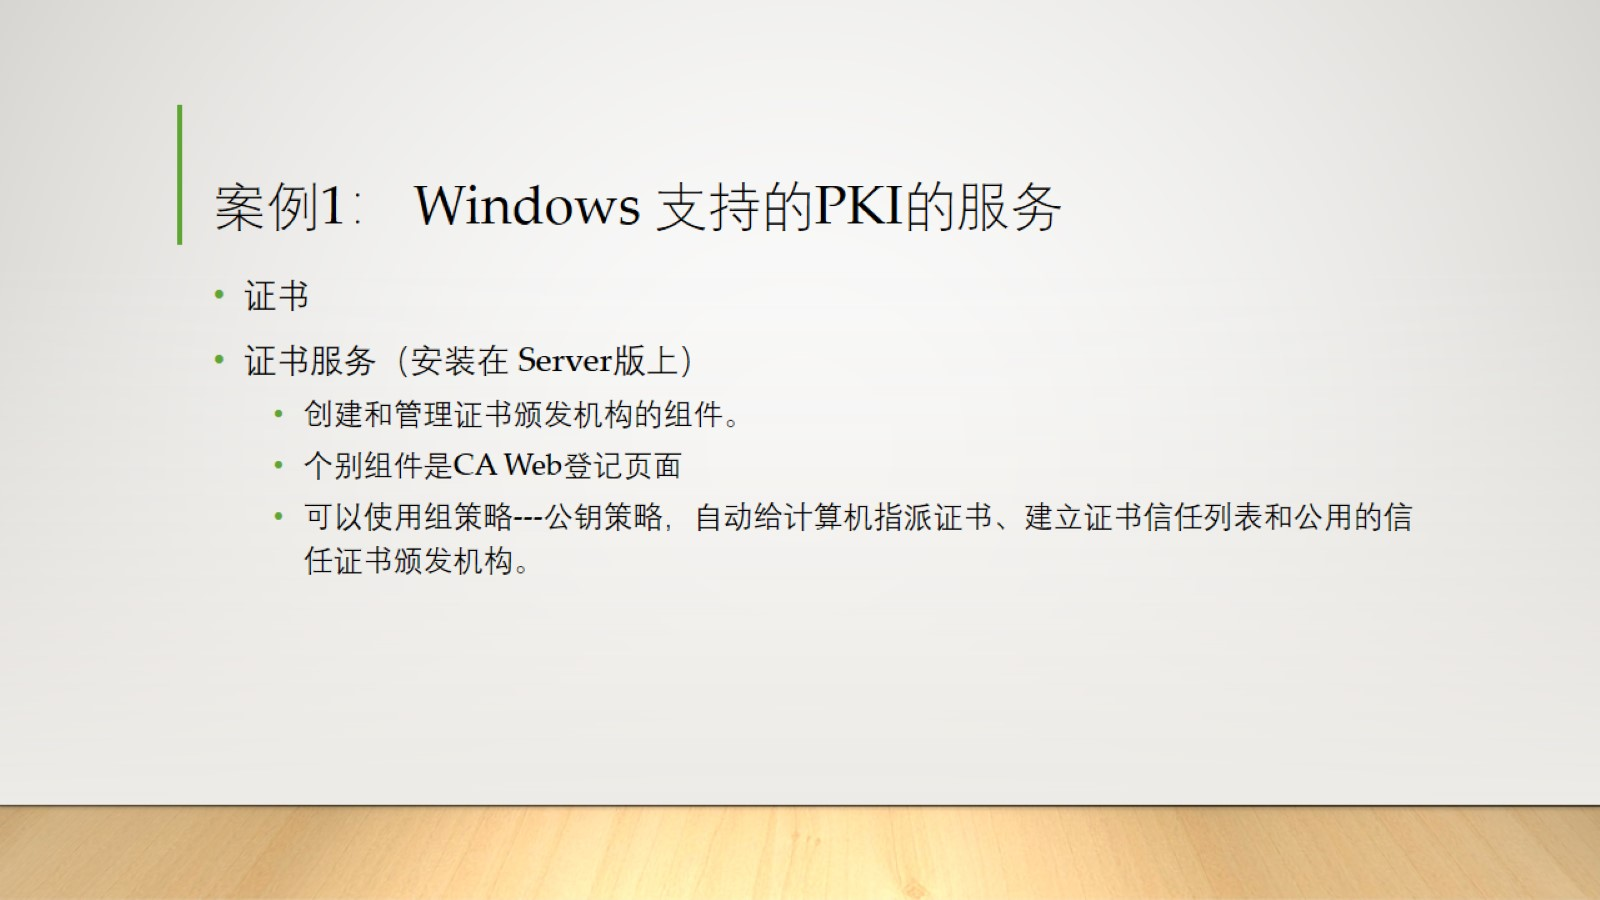 案例1： Windows 支持的PKI的服务
• 证书
• 证书服务（安装在 Server版上）
• 创建和管理证书颁发机构的组件。
• 个别组件是CA Web登记页面
• 可以使用组策略---公钥策略，自动给计算机指派证书、建立证书信任列表和公用的信
任证书颁发机构。